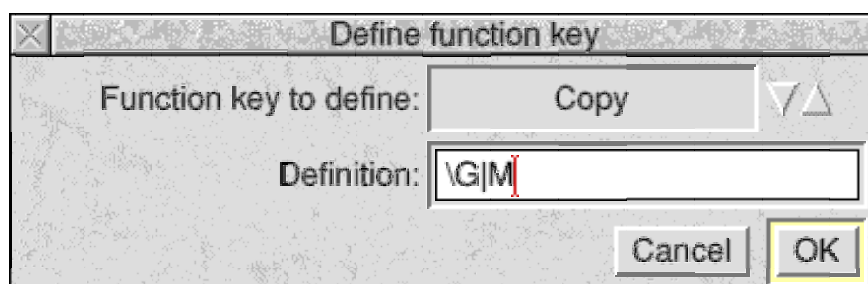 Define function key
Function key to define: Copy
Definition: \G|M
Cancel OK